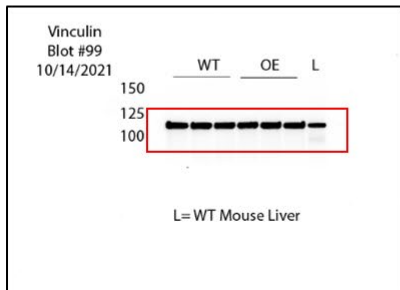 Vinculin
Blot #99
10/14/2021
WT OE L
150
125
100
L= WT Mouse Liver